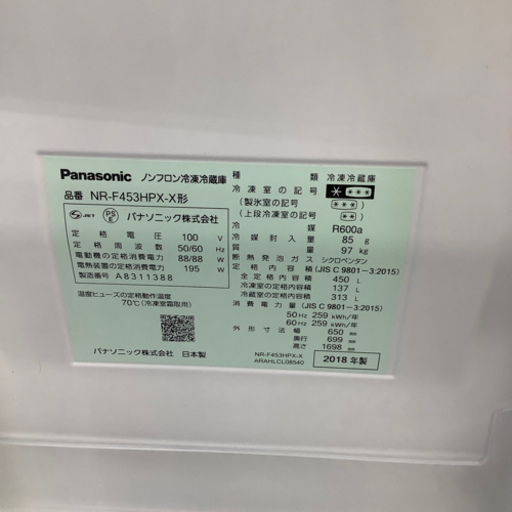 Panasonic ノンフロン冷凍冷蔵庫
品番 NR-F453HPX-X形
JET PS E パナソニック株式会社
定格電圧 100 V
定格周波数 50/60 Hz
電動機の定格消費電力 88/88 W
電熱装置の定格消費電力 195 W
製造番号 A8311388
温度ヒューズの定格動作温度
70℃(冷凍室霜取用)
パナソニック株式会社 日本製
種類 冷凍冷蔵庫
冷凍室の記号
(製氷室の記号)
(上段冷凍室の記号)
冷媒 R600a
冷媒封入量 85 g
質量 97 kg
断熱発泡ガス シクロペンタン
定格内容積 (JIS C 9801-3:2015)
全定格内容積 450 L
冷凍室の定格内容積 137 L
冷蔵室の定格内容積 313 L
消費電力量 (JIS C 9801-3:2015)
50Hz 259 kWh/年
60Hz 259 kWh/年
外形寸法 幅 650 mm
奥行 699 mm
高さ 1698 mm
NR-F453HPX-X
ARAHLCL08540
2018年製